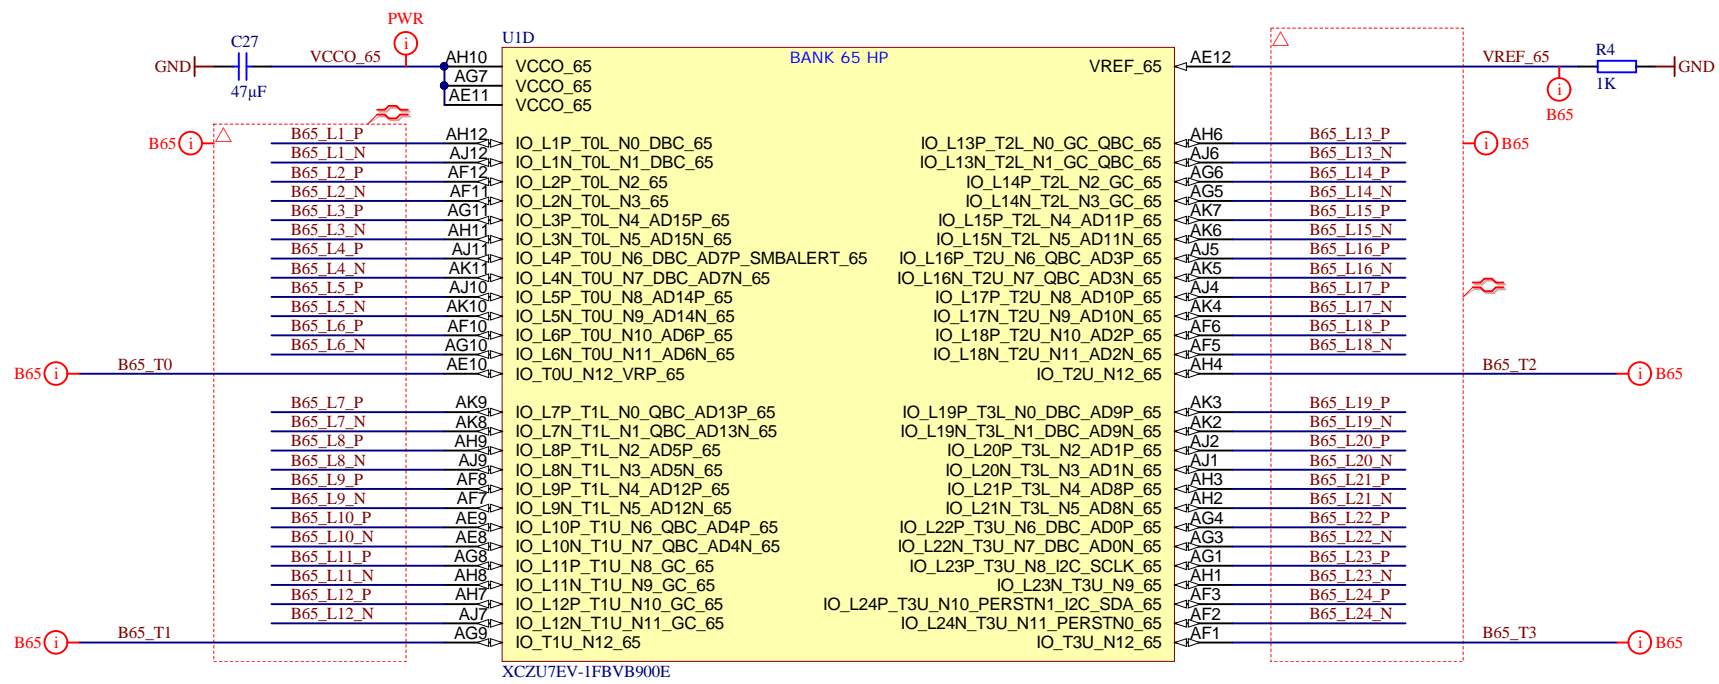 PWR
C27
U1D
GND
VCCO_65
47µF
BANK 65 HP
AH10 VCCO_65
AG7 VCCO_65
AE11 VCCO_65
VREF_65 AE12 VREF_65
R4
1K
GND
B65
B65
B65
B65_L1_P AH12 IO_L1P_T0L_N0_DBC_65
B65_L1_N AJ12 IO_L1N_T0L_N1_DBC_65
B65_L2_P AF12 IO_L2P_T0L_N2_65
B65_L2_N AF11 IO_L2N_T0L_N3_65
B65_L3_P AG11 IO_L3P_T0L_N4_AD15P_65
B65_L3_N AH11 IO_L3N_T0L_N5_AD15N_65
B65_L4_P AJ11 IO_L4P_T0U_N6_DBC_AD7P_SMBALERT_65
B65_L4_N AK11 IO_L4N_T0U_N7_DBC_AD7N_65
B65_L5_P AJ10 IO_L5P_T0U_N8_AD14P_65
B65_L5_N AK10 IO_L5N_T0U_N9_AD14N_65
B65_L6_P AF10 IO_L6P_T0U_N10_AD6P_65
B65_L6_N AG10 IO_L6N_T0U_N11_AD6N_65
B65 B65_T0 AE10 IO_T0U_N12_VRP_65
B65_L7_P AK9 IO_L7P_T1L_N0_QBC_AD13P_65
B65_L7_N AK8 IO_L7N_T1L_N1_QBC_AD13N_65
B65_L8_P AH9 IO_L8P_T1L_N2_AD5P_65
B65_L8_N AJ9 IO_L8N_T1L_N3_AD5N_65
B65_L9_P AF8 IO_L9P_T1L_N4_AD12P_65
B65_L9_N AF7 IO_L9N_T1L_N5_AD12N_65
B65_L10_P AE9 IO_L10P_T1U_N6_QBC_AD4P_65
B65_L10_N AE8 IO_L10N_T1U_N7_QBC_AD4N_65
B65_L11_P AG8 IO_L11P_T1U_N8_GC_65
B65_L11_N AH8 IO_L11N_T1U_N9_GC_65
B65_L12_P AH7 IO_L12P_T1U_N10_GC_65
B65_L12_N AJ7 IO_L12N_T1U_N11_GC_65
B65 B65_T1 AG9 IO_T1U_N12_65
IO_L13P_T2L_N0_GC_QBC_65 AH6 B65_L13_P
IO_L13N_T2L_N1_GC_QBC_65 AJ6 B65_L13_N
IO_L14P_T2L_N2_GC_65 AG6 B65_L14_P
IO_L14N_T2L_N3_GC_65 AG5 B65_L14_N
IO_L15P_T2L_N4_AD11P_65 AK7 B65_L15_P
IO_L15N_T2L_N5_AD11N_65 AK6 B65_L15_N
IO_L16P_T2U_N6_QBC_AD3P_65 AJ5 B65_L16_P
IO_L16N_T2U_N7_QBC_AD3N_65 AK5 B65_L16_N
IO_L17P_T2U_N8_AD10P_65 AJ4 B65_L17_P
IO_L17N_T2U_N9_AD10N_65 AK4 B65_L17_N
IO_L18P_T2U_N10_AD2P_65 AF6 B65_L18_P
IO_L18N_T2U_N11_AD2N_65 AF5 B65_L18_N
IO_T2U_N12_65 AH4 B65_T2 B65
IO_L19P_T3L_N0_DBC_AD9P_65 AK3 B65_L19_P
IO_L19N_T3L_N1_DBC_AD9N_65 AK2 B65_L19_N
IO_L20P_T3L_N2_AD1P_65 AJ2 B65_L20_P
IO_L20N_T3L_N3_AD1N_65 AJ1 B65_L20_N
IO_L21P_T3L_N4_AD8P_65 AH3 B65_L21_P
IO_L21N_T3L_N5_AD8N_65 AH2 B65_L21_N
IO_L22P_T3U_N6_DBC_AD0P_65 AG4 B65_L22_P
IO_L22N_T3U_N7_DBC_AD0N_65 AG3 B65_L22_N
IO_L23P_T3U_N8_I2C_SCLK_65 AG1 B65_L23_P
IO_L23N_T3U_N9_65 AH1 B65_L23_N
IO_L24P_T3U_N10_PERSTN1_I2C_SDA_65 AF3 B65_L24_P
IO_L24N_T3U_N11_PERSTN0_65 AF2 B65_L24_N
IO_T3U_N12_65 AF1 B65_T3 B65
XCZU7EV-1FBVB900E